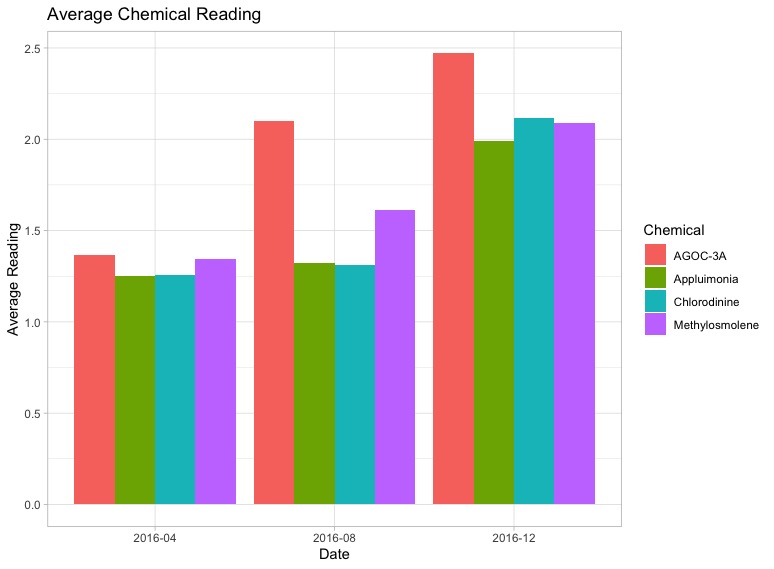 Average Chemical Reading
2.5
2.0
1.5
1.0
0.5
0.0
Average Reading
2016-04
2016-08
2016-12
Date
Chemical
AGOC-3A
Appluimonia
Chlorodinine
Methylosmolene